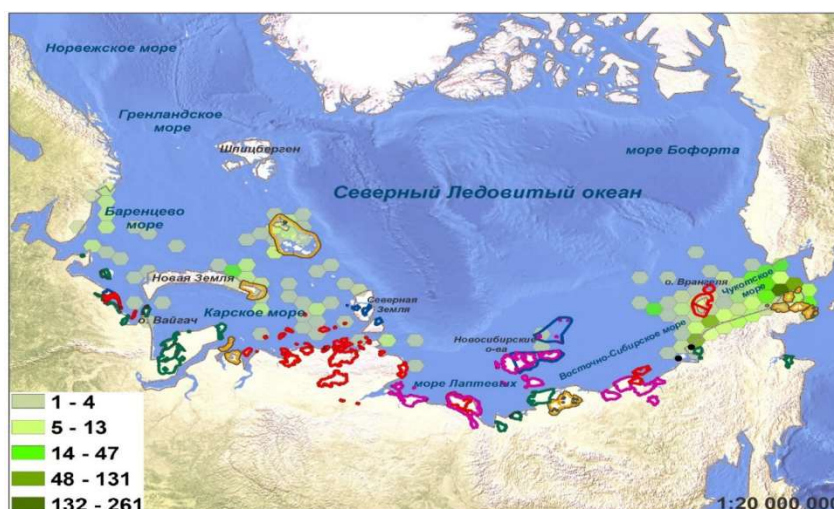 Норвежское море
Гренландское
море
Шпицберген
море Бофорта
Северный Ледовитый океан
Баренцево
море
Новая Земля
о. Вайгач
Карское море
Северная
Земля
Новосибирские
о-ва
море Лаптевых
Восточно-Сибирское море
о. Врангеля
Чукотское
море
1 - 4
5 - 13
14 - 47
48 - 131
132 - 261
1:20 000 000